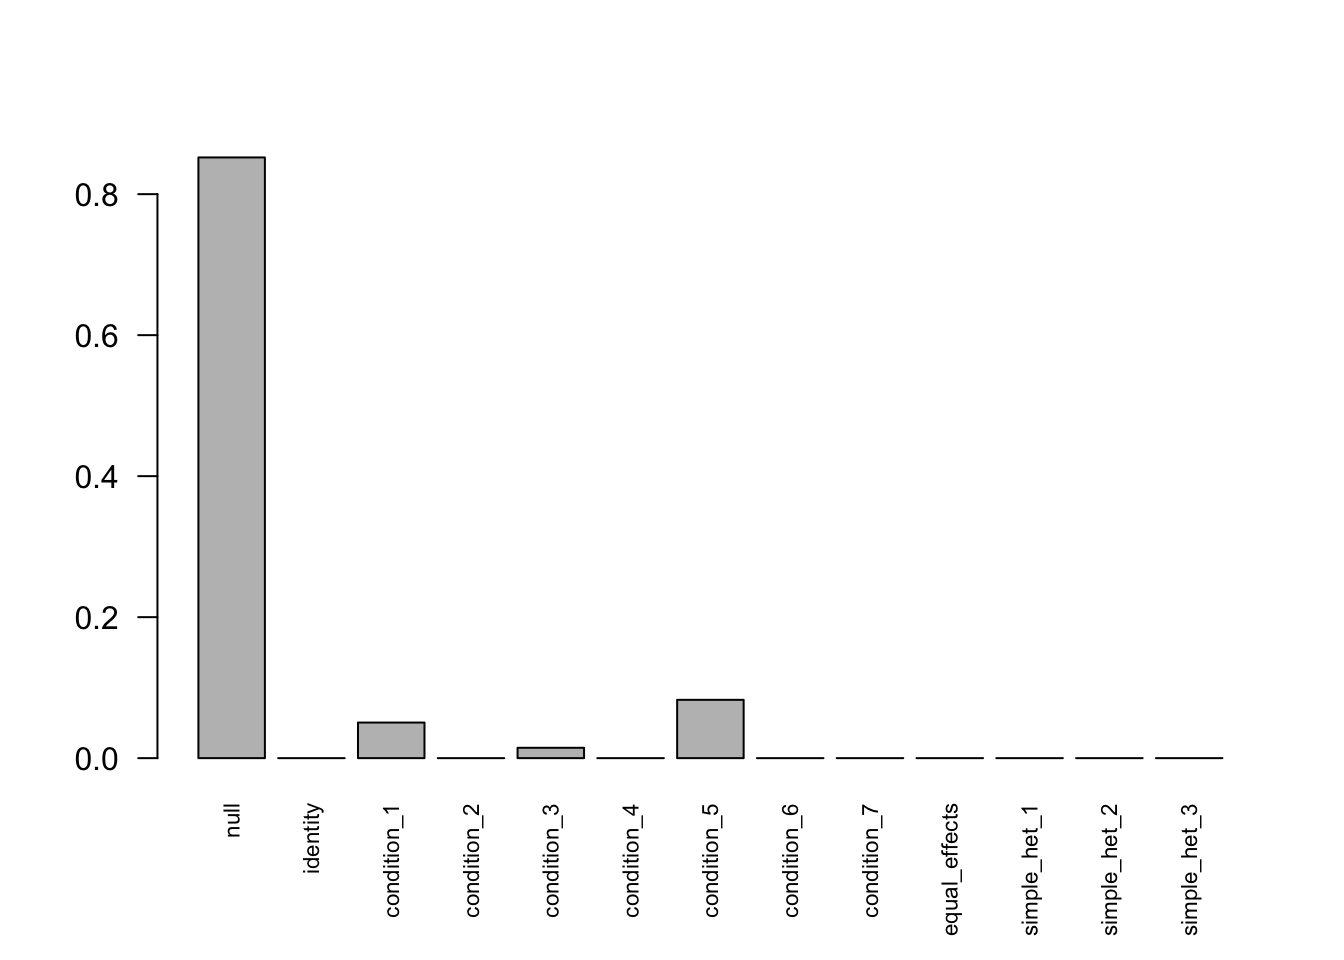 0.8
0.6
0.4
0.2
0.0
null
identity
condition_1
condition_2
condition_3
condition_4
condition_5
condition_6
condition_7
equal_effects
simple_het_1
simple_het_2
simple_het_3